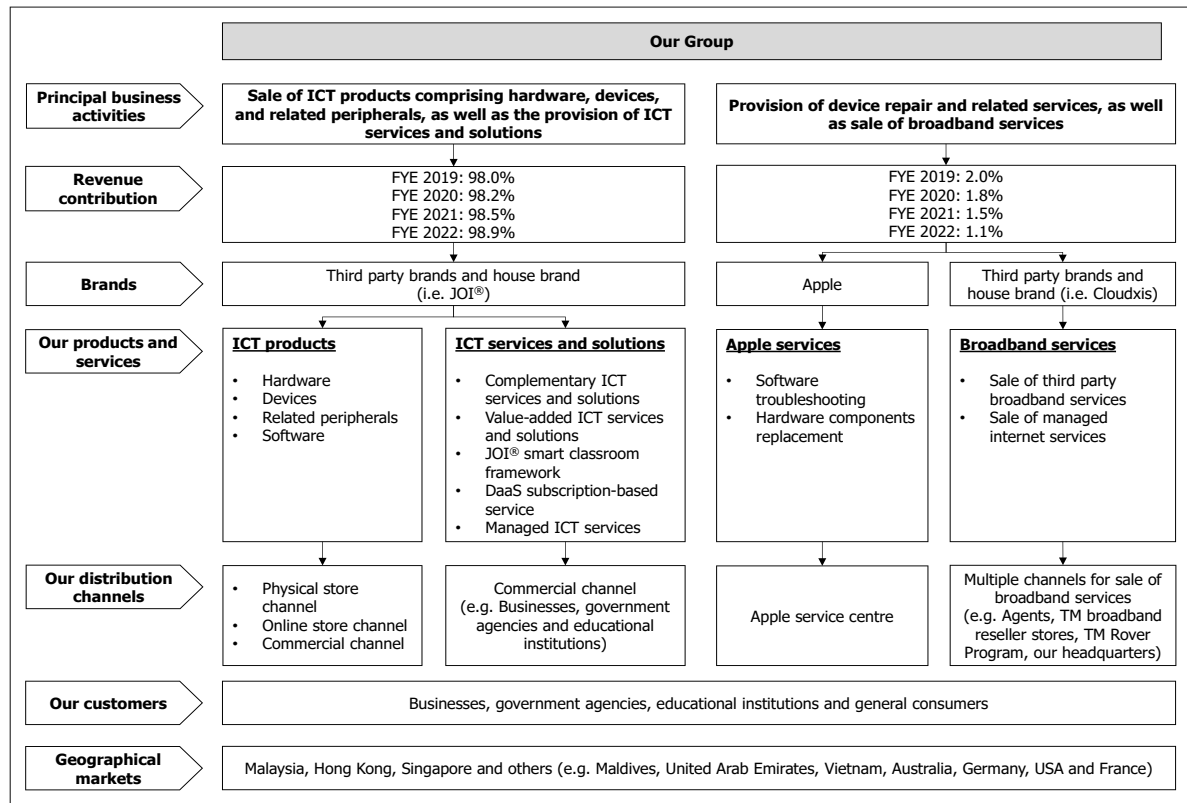 Our Group
Principal business
activities
Sale of ICT products comprising hardware, devices,
and related peripherals, as well as the provision of ICT
services and solutions
Provision of device repair and related services, as well
as sale of broadband services
Revenue
contribution
FYE 2019: 98.0%
FYE 2020: 98.2%
FYE 2021: 98.5%
FYE 2022: 98.9%
FYE 2019: 2.0%
FYE 2020: 1.8%
FYE 2021: 1.5%
FYE 2022: 1.1%
Brands
Third party brands and house brand
(i.e. JOI®)
Apple
Third party brands and
house brand (i.e. Cloudxis)
Our products and
services
ICT products
• Hardware
• Devices
• Related peripherals
• Software
ICT services and solutions
• Complementary ICT
services and solutions
• Value-added ICT services
and solutions
• JOI® smart classroom
framework
• DaaS subscription-based
service
• Managed ICT services
Apple services
• Software
troubleshooting
• Hardware components
replacement
Broadband services
• Sale of third party
broadband services
• Sale of managed
internet services
Our distribution
channels
• Physical store
channel
• Online store channel
• Commercial channel
Commercial channel
(e.g. Businesses, government
agencies and educational
institutions)
Apple service centre
Multiple channels for sale of
broadband services
(e.g. Agents, TM broadband
reseller stores, TM Rover
Program, our headquarters)
Our customers
Businesses, government agencies, educational institutions and general consumers
Geographical
markets
Malaysia, Hong Kong, Singapore and others (e.g. Maldives, United Arab Emirates, Vietnam, Australia, Germany, USA and France)